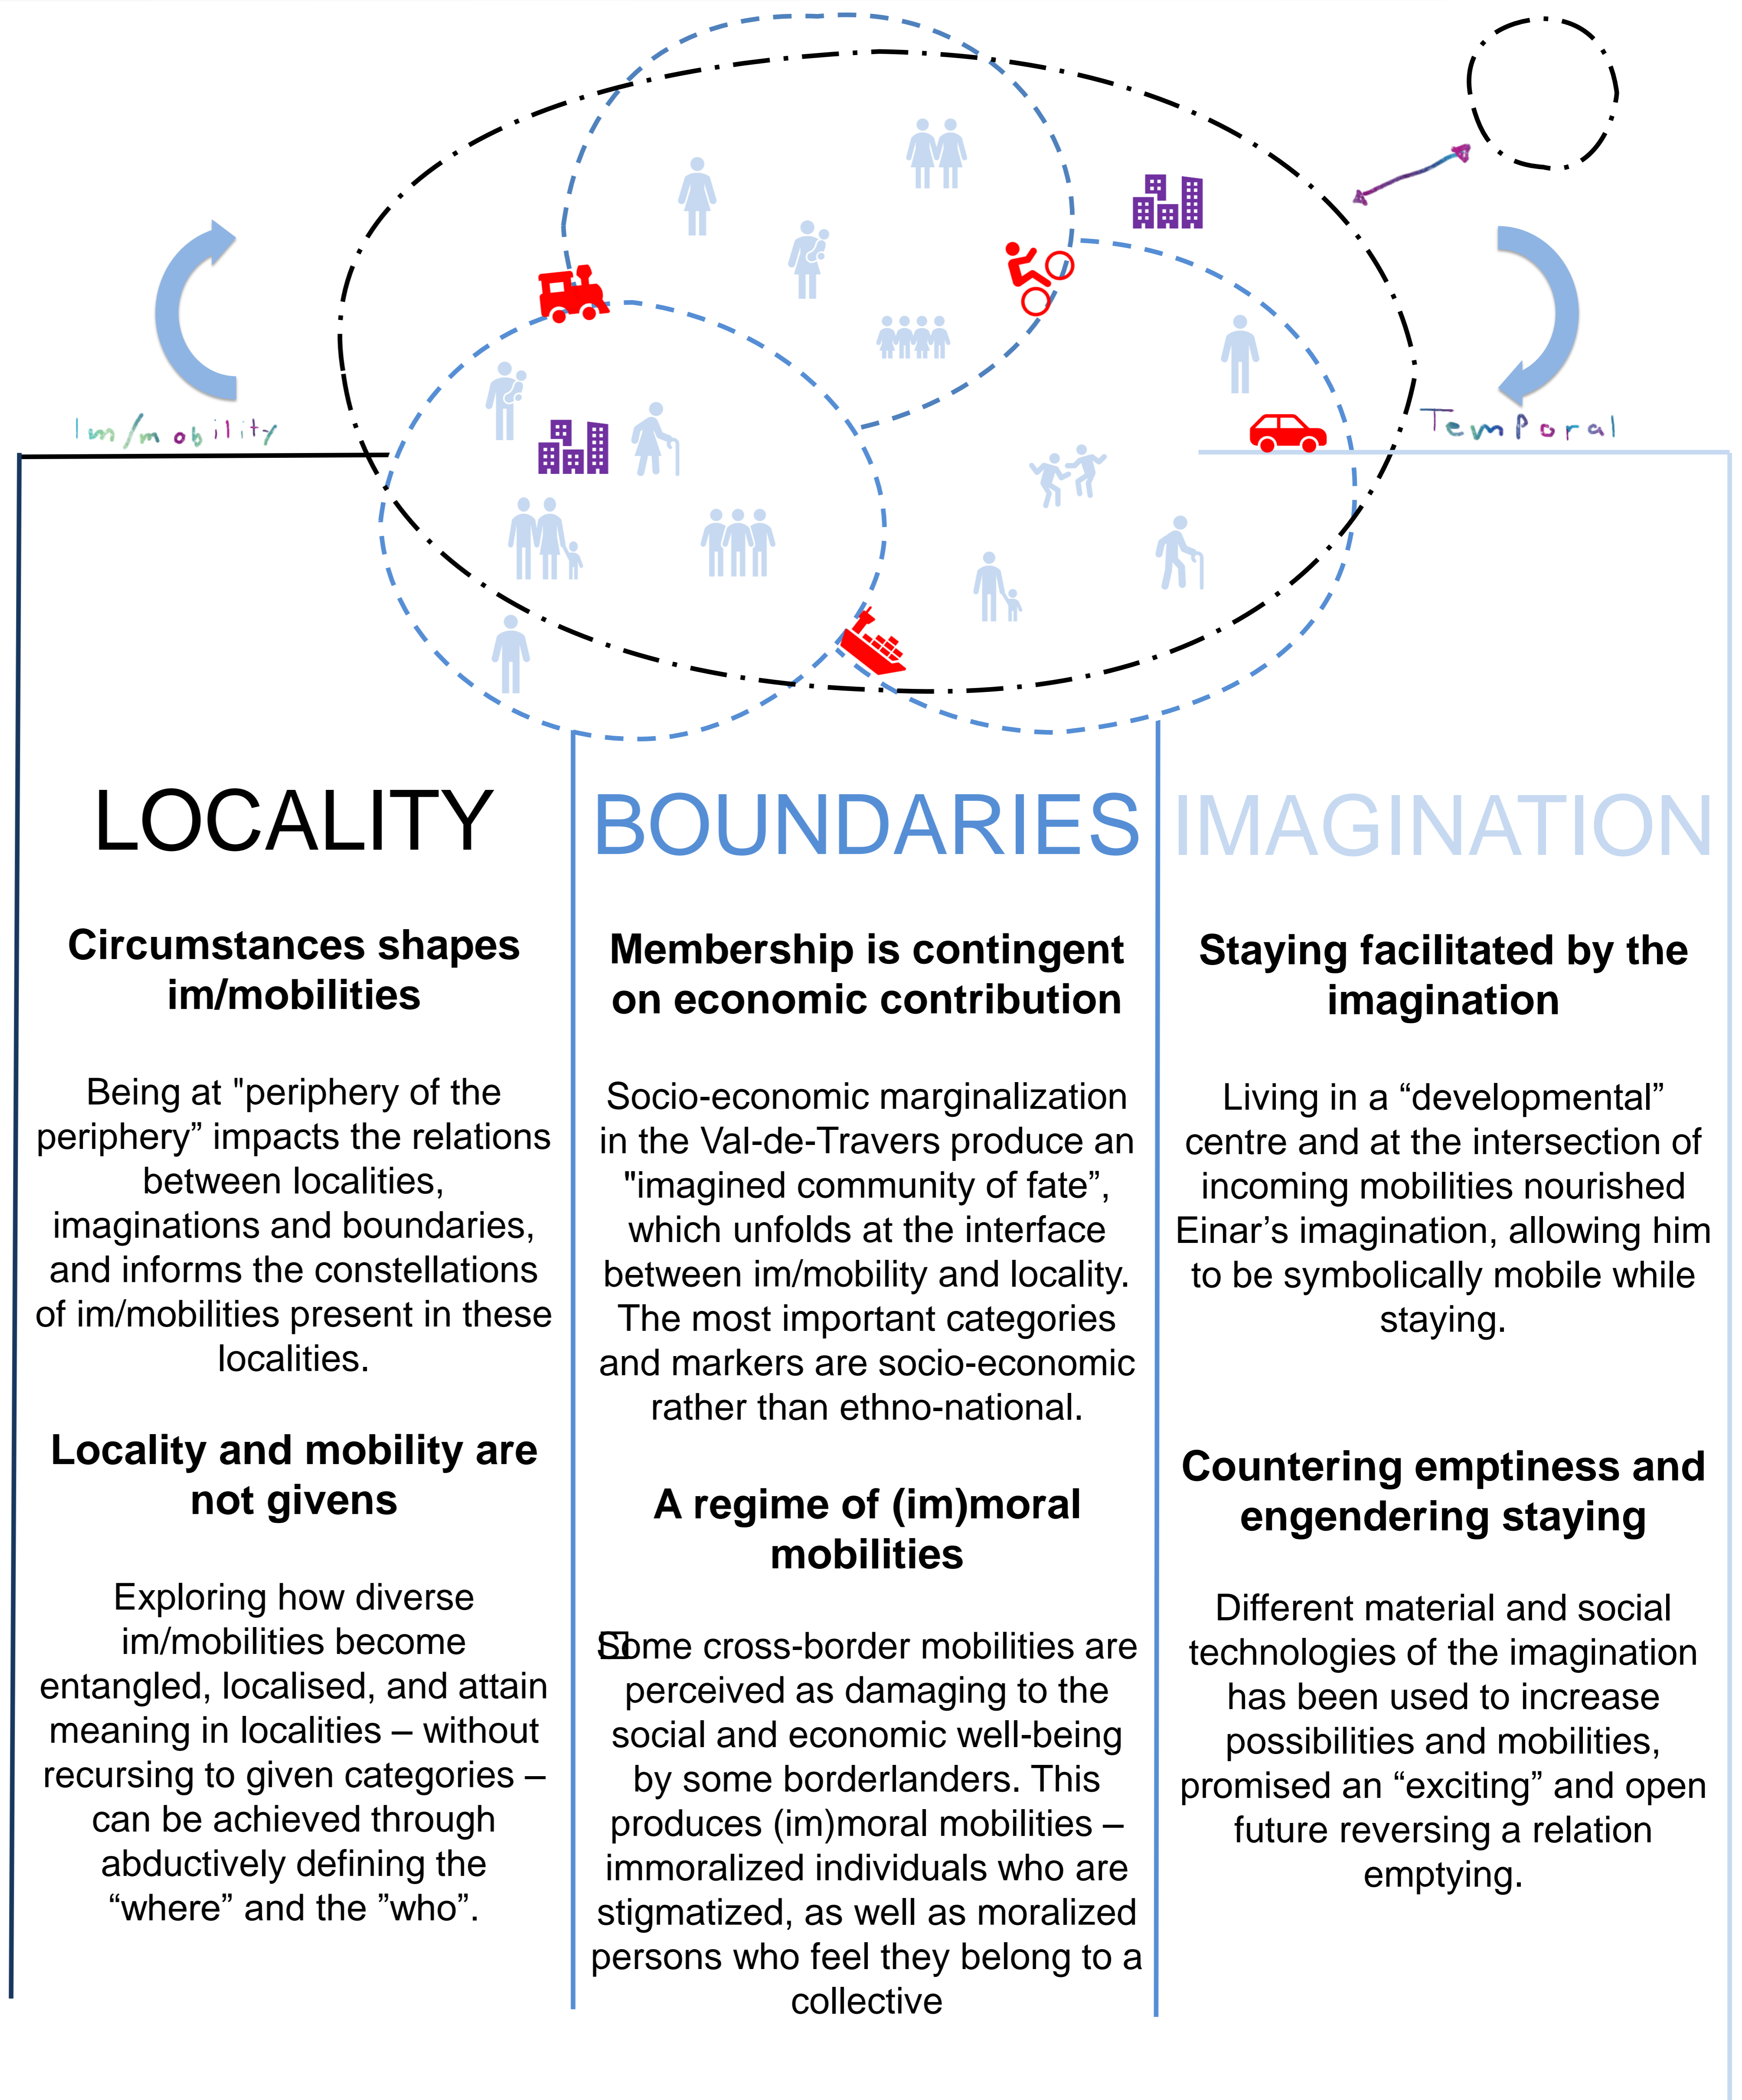 Im/mobility
Temporal
LOCALITY
Circumstances shapes
im/mobilities
Being at "periphery of the
periphery” impacts the relations
between localities,
imaginations and boundaries,
and informs the constellations
of im/mobilities present in these
localities.
Locality and mobility are
not givens
Exploring how diverse
im/mobilities become
entangled, localised, and attain
meaning in localities – without
recursing to given categories –
can be achieved through
abductively defining the
“where” and the ”who”.
BOUNDARIES
Membership is contingent
on economic contribution
Socio-economic marginalization
in the Val-de-Travers produce an
"imagined community of fate”,
which unfolds at the interface
between im/mobility and locality.
The most important categories
and markers are socio-economic
rather than ethno-national.
A regime of (im)moral
mobilities
Some cross-border mobilities are
perceived as damaging to the
social and economic well-being
by some borderlanders. This
produces (im)moral mobilities –
immoralized individuals who are
stigmatized, as well as moralized
persons who feel they belong to a
collective
IMAGINATION
Staying facilitated by the
imagination
Living in a “developmental”
centre and at the intersection of
incoming mobilities nourished
Einar’s imagination, allowing him
to be symbolically mobile while
staying.
Countering emptiness and
engendering staying
Different material and social
technologies of the imagination
has been used to increase
possibilities and mobilities,
promised an “exciting” and open
future reversing a relation
emptying.